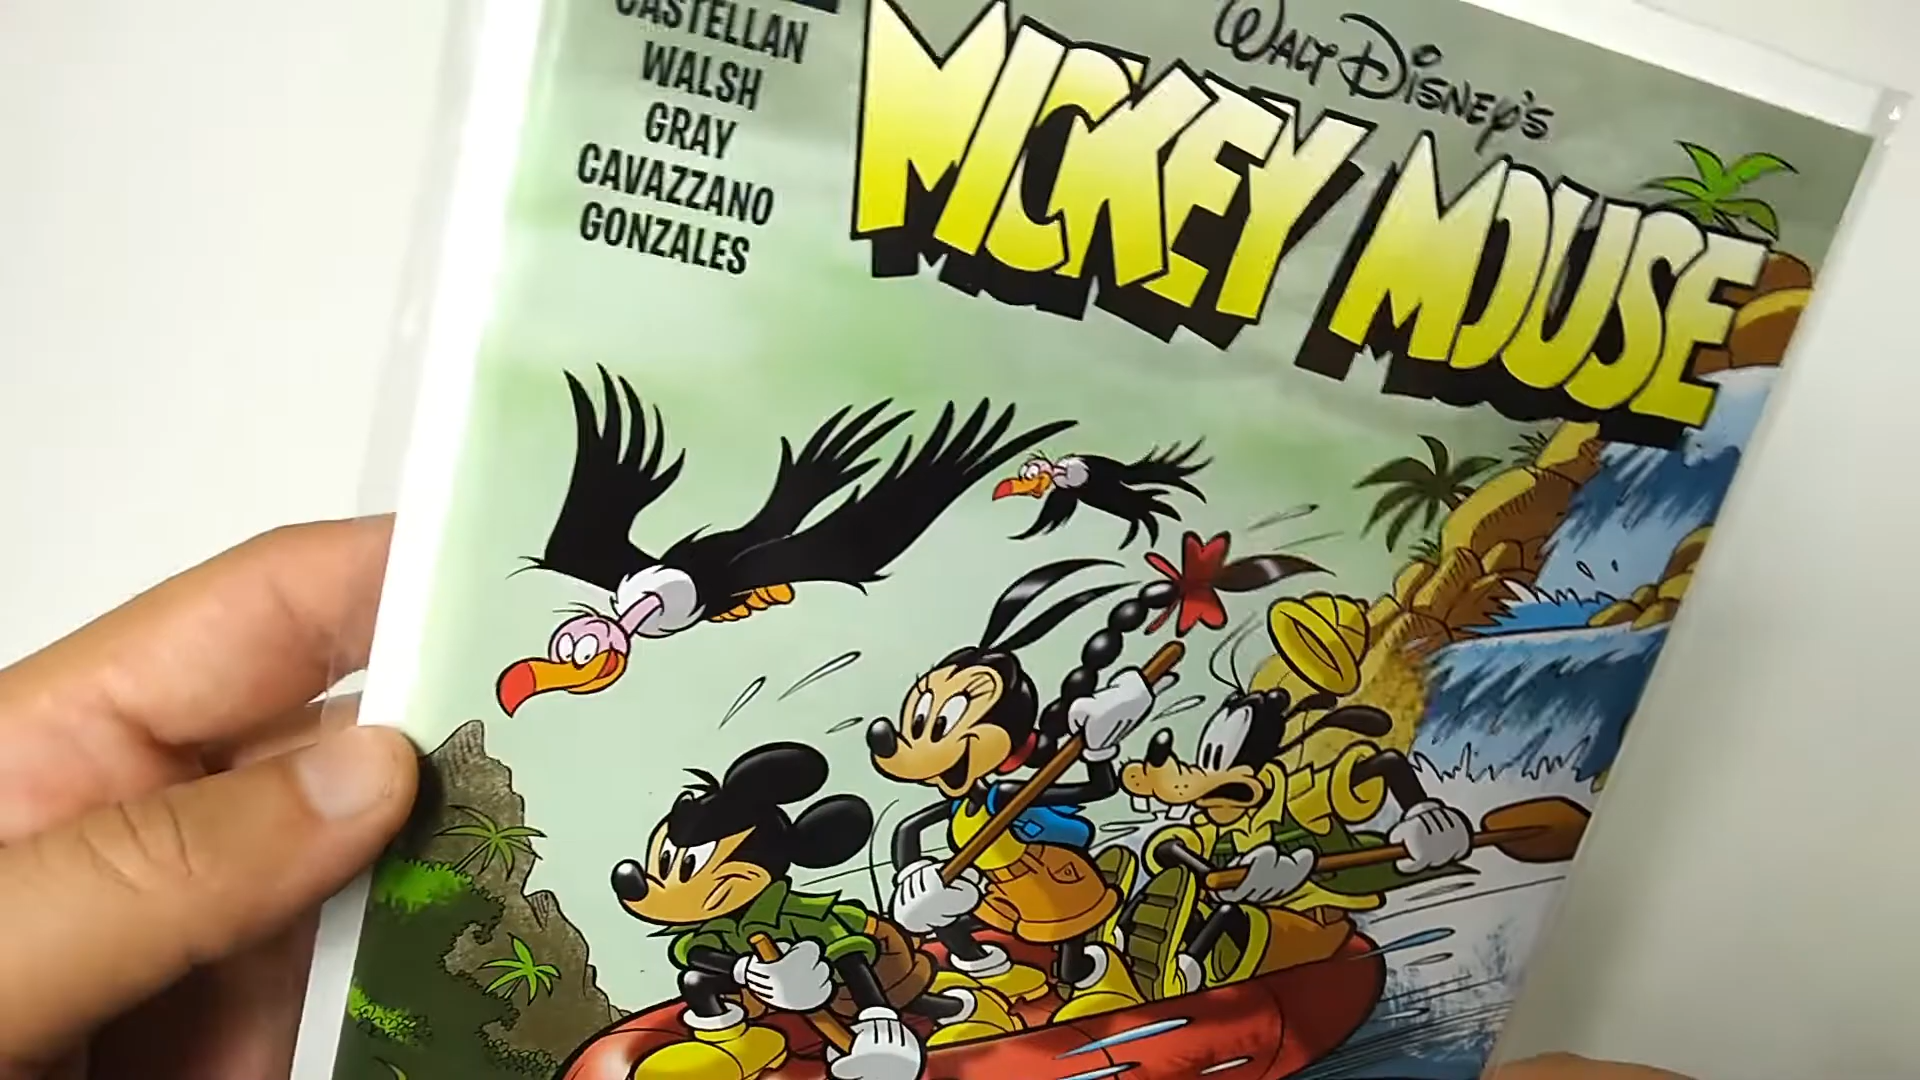 CASTELLAN
WALSH
GRAY
CAVAZZANO
GONZALES
WALT DISNEY'S
MICKEY MOUSE